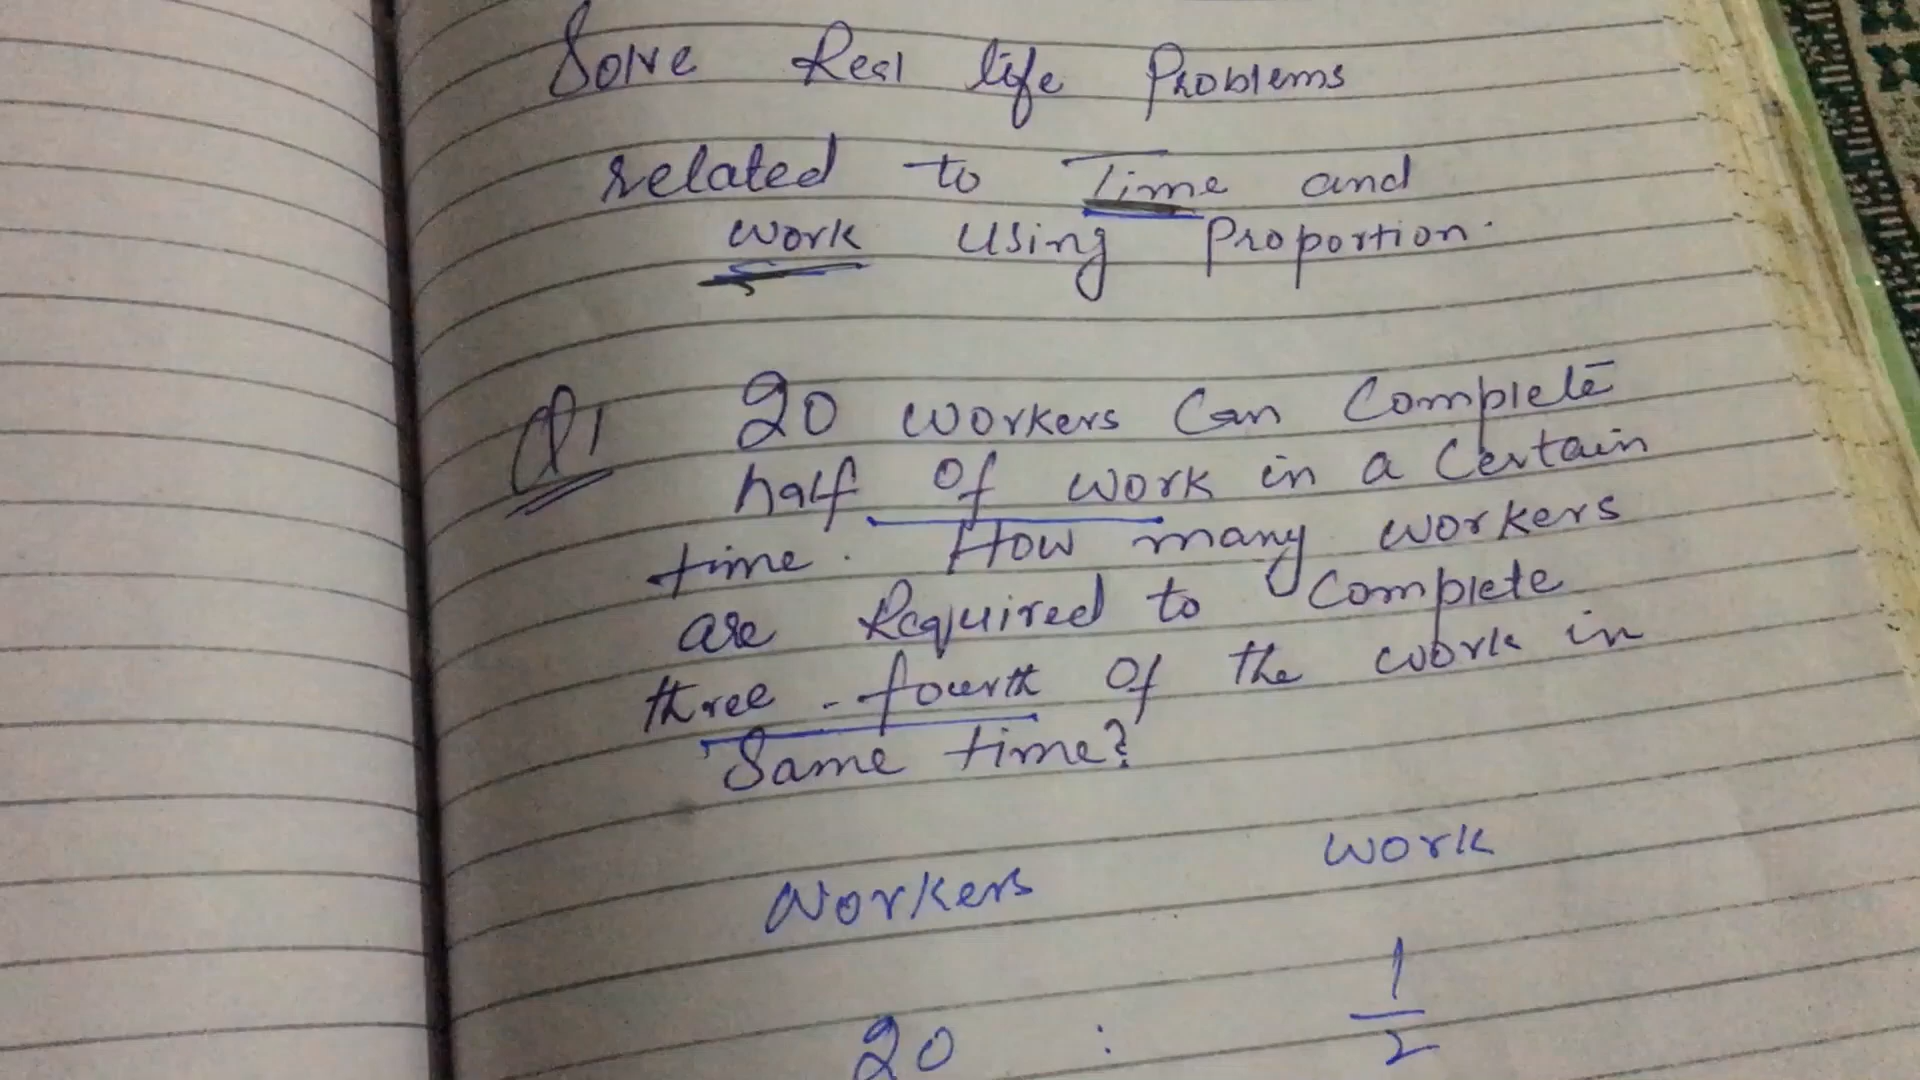 Solve Real life Problems
related to Time and
work using Proportion.
Q1 20 workers Can Complete
half of work in a Certain
time. How many workers
are Required to Complete
three-fourth of the work in
Same time?
Workers work
20 : 1/2